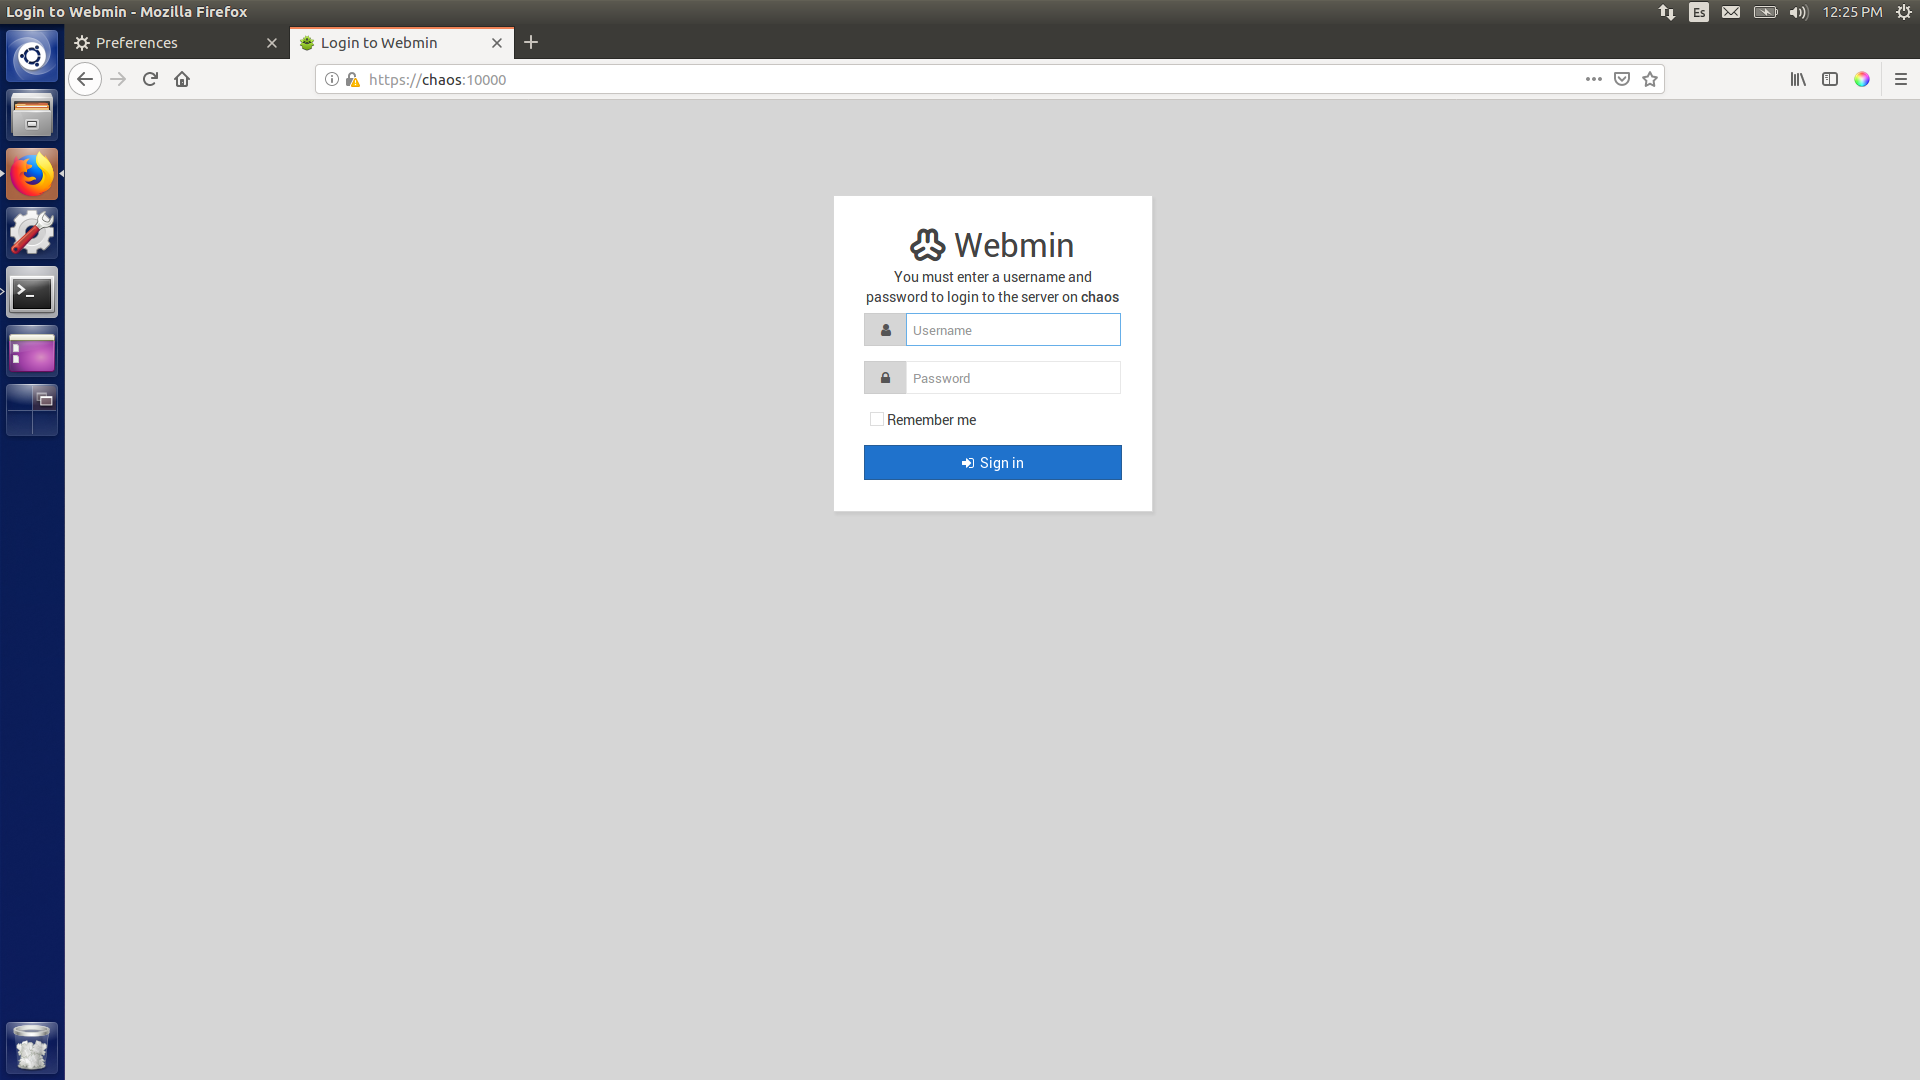 Login to Webmin - Mozilla Firefox
Es
12:25 PM
Preferences
Login to Webmin
https://chaos:10000
Webmin
You must enter a username and
password to login to the server on chaos
Username
Password
Remember me
Sign in